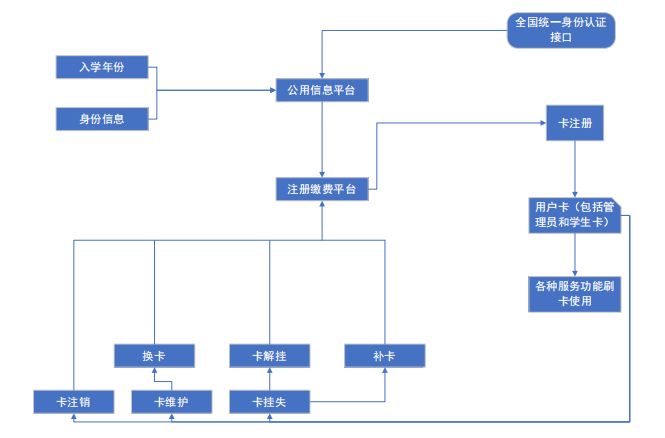 全国统一身份认证
接口
入学年份
公用信息平台
身份信息
卡注册
注册缴费平台
用户卡（包括管
理员和学生卡）
各种服务功能刷
卡使用
换卡
卡解挂
补卡
卡注销
卡维护
卡挂失